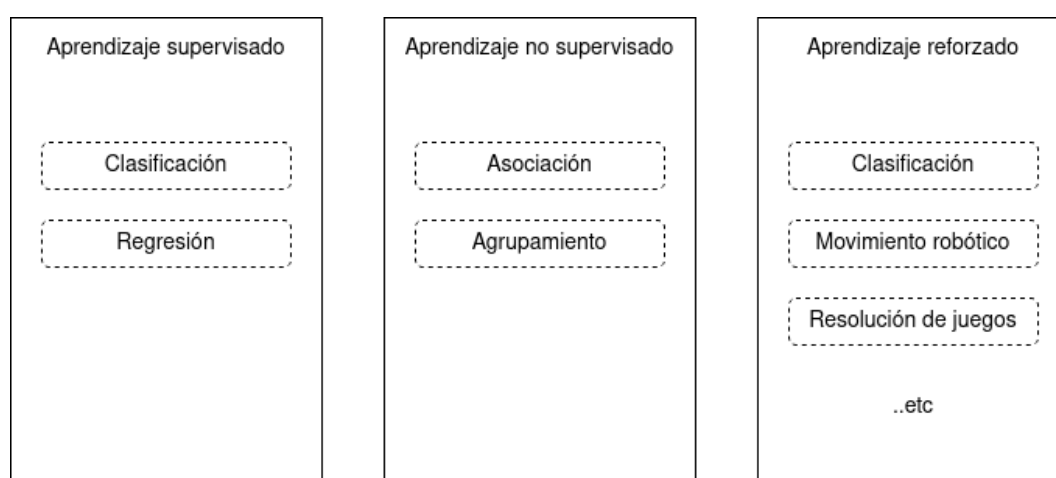 Aprendizaje supervisado
Clasificación
Regresión
Aprendizaje no supervisado
Asociación
Agrupamiento
Aprendizaje reforzado
Clasificación
Movimiento robótico
Resolución de juegos
..etc